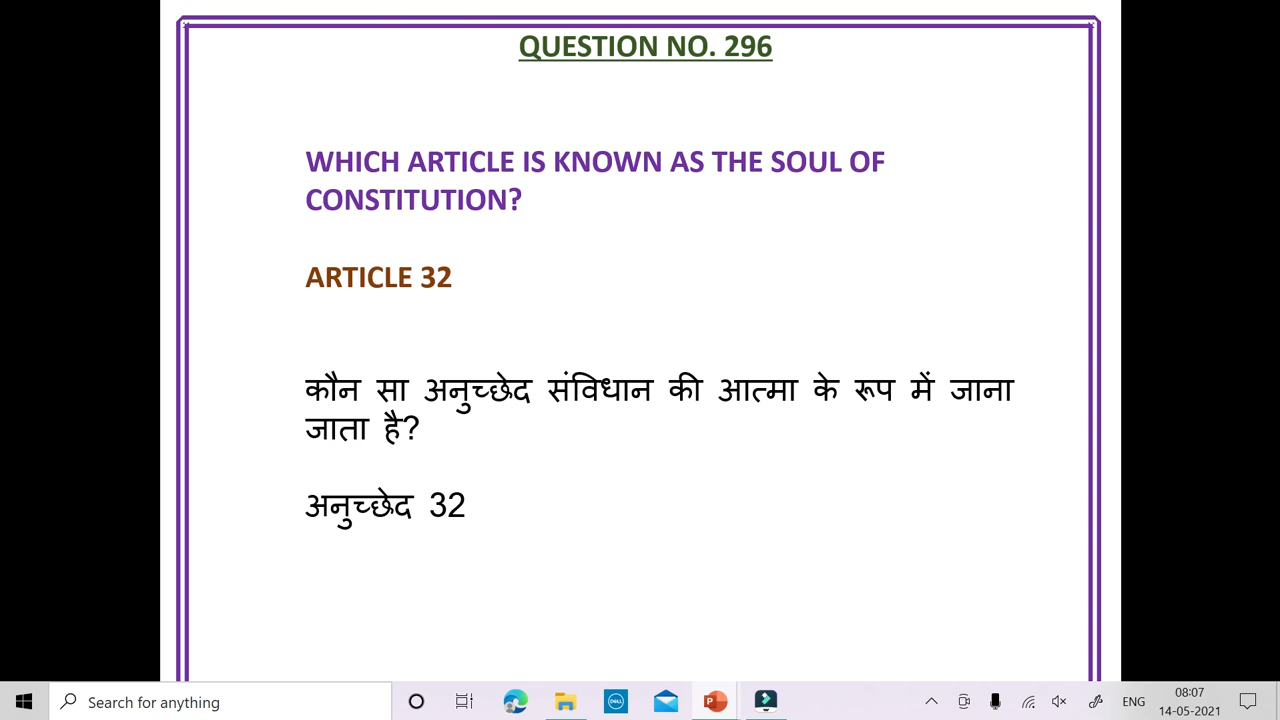 QUESTION NO. 296
WHICH ARTICLE IS KNOWN AS THE SOUL OF
CONSTITUTION?
ARTICLE 32
कौन सा अनुच्छेद संविधान की आत्मा के रूप में जाना
जाता है?
अनुच्छेद 32
Search for anything
DELL
ENG
08:07
14-05-2021